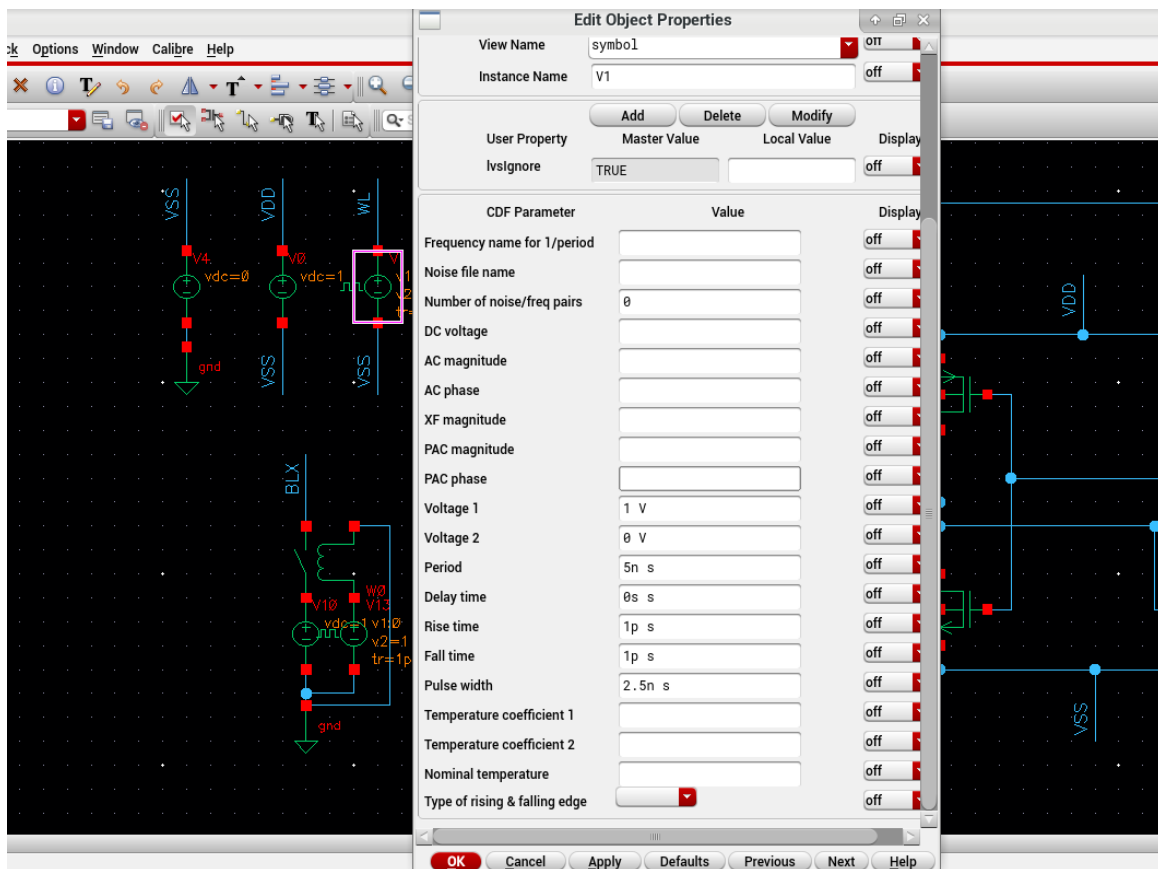 Edit Object Properties
ck Options Window Calibre Help
View Name symbol off
Instance Name V1 off
Add Delete Modify
User Property Master Value Local Value Display
lvsIgnore TRUE off
CDF Parameter Value Display
Frequency name for 1/period off
Noise file name off
Number of noise/freq pairs 0 off
DC voltage off
AC magnitude off
AC phase off
XF magnitude off
PAC magnitude off
PAC phase off
Voltage 1 1 V off
Voltage 2 0 V off
Period 5n s off
Delay time 0s s off
Rise time 1p s off
Fall time 1p s off
Pulse width 2.5n s off
Temperature coefficient 1 off
Temperature coefficient 2 off
Nominal temperature off
Type of rising & falling edge off
OK Cancel Apply Defaults Previous Next Help
VSS
VDD
WL
V4
vdc=0
V0
vdc=1
gnd
VSS
VSS
BLX
W0
V10
V13
vdc=1
v1:0
v2=1
tr=1p
gnd
VDD
VSS